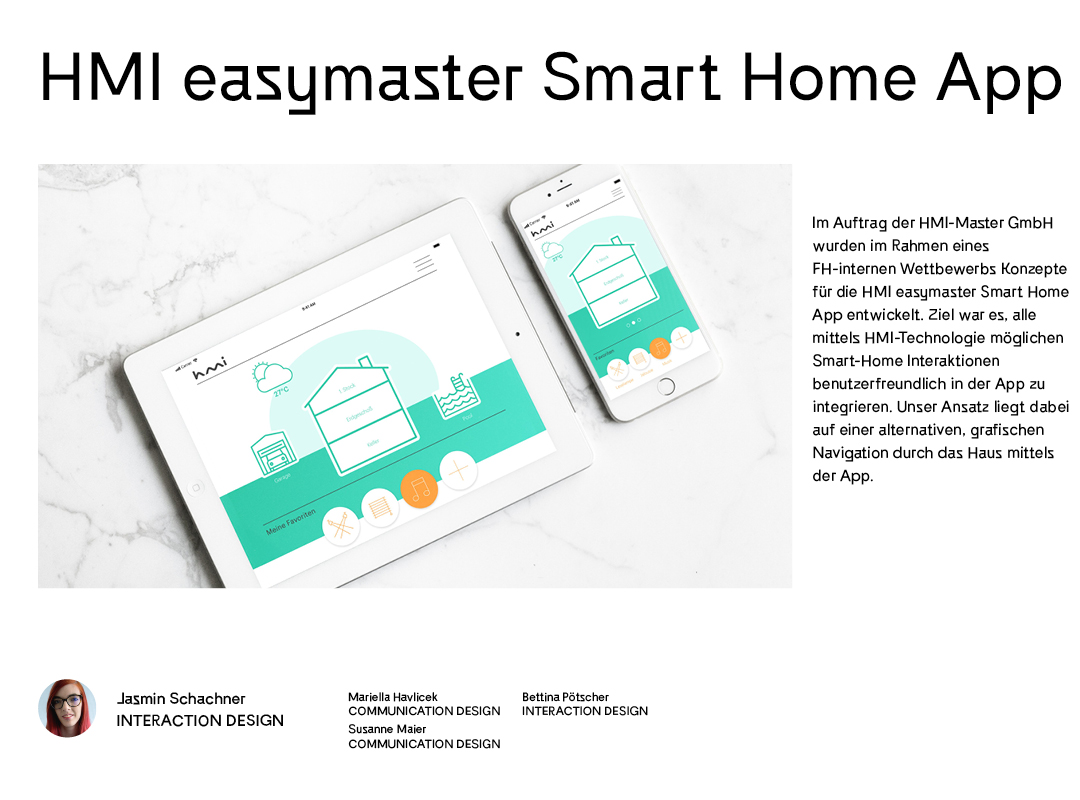 HMI easymaster Smart Home App
Im Auftrag der HMI-Master GmbH
wurden im Rahmen eines
FH-internen Wettbewerbs Konzepte
für die HMI easymaster Smart Home
App entwickelt. Ziel war es, alle
mittels HMI-Technologie möglichen
Smart-Home Interaktionen
benutzerfreundlich in der App zu
integrieren. Unser Ansatz liegt dabei
auf einer alternativen, grafischen
Navigation durch das Haus mittels
der App.
Carrier
9:41 AM
hmi
27°C
1. Stock
Erdgeschoß
Keller
Garage
Pool
Meine Favoriten
Carrier
9:41 AM
hmi
27°C
1. Stock
Erdgeschoß
Keller
Favoriten
Jasmin Schachner
INTERACTION DESIGN
Mariella Havlicek
COMMUNICATION DESIGN
Susanne Maier
COMMUNICATION DESIGN
Bettina Pötscher
INTERACTION DESIGN